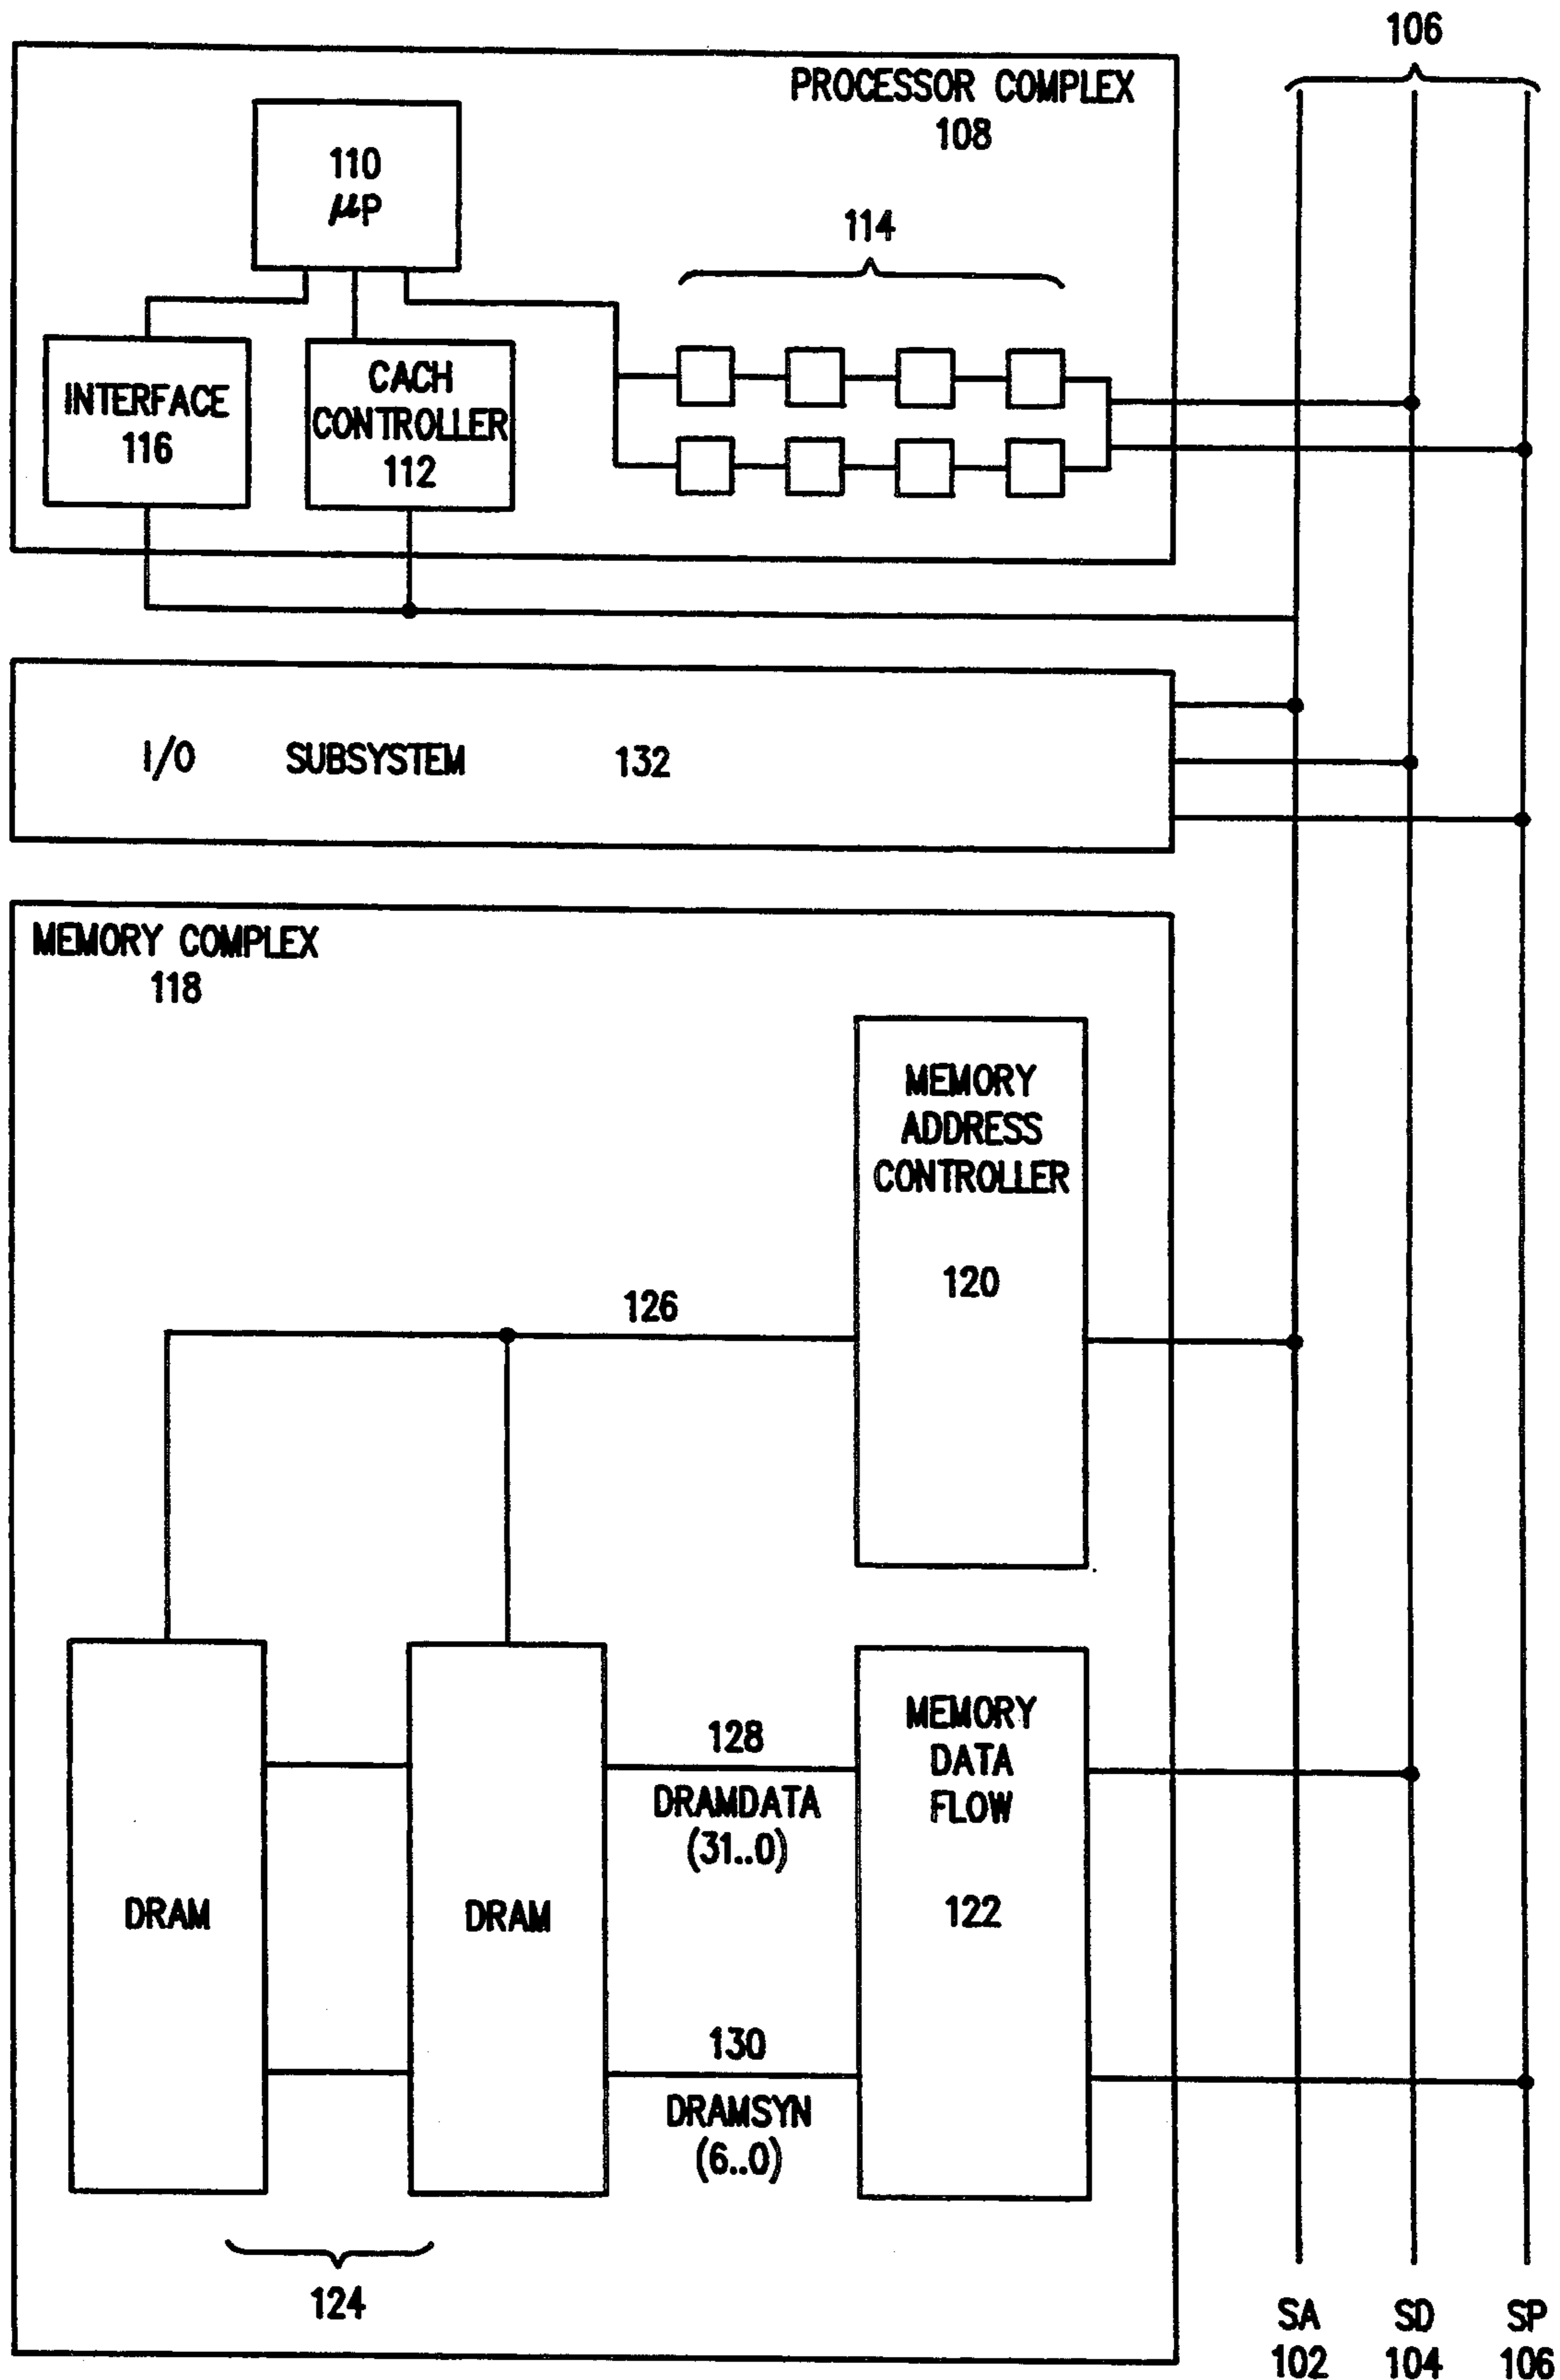 106
PROCESSOR COMPLEX
108
110
μP
114
INTERFACE
116
CACH
CONTROLLER
112
I/O SUBSYSTEM 132
MEMORY COMPLEX
118
MEMORY
ADDRESS
CONTROLLER
120
126
128
DRAMDATA
(31..0)
MEMORY
DATA
FLOW
122
DRAM
DRAM
130
DRAMSYN
(6..0)
124
SA
102
SD
104
SP
106